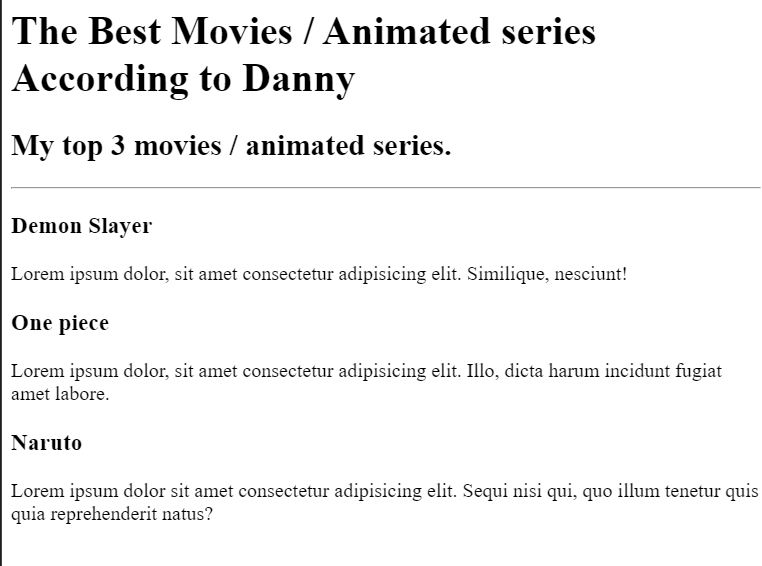 The Best Movies / Animated series
According to Danny
My top 3 movies / animated series.
Demon Slayer
Lorem ipsum dolor, sit amet consectetur adipisicing elit. Similique, nesciunt!
One piece
Lorem ipsum dolor, sit amet consectetur adipisicing elit. Illo, dicta harum incidunt fugiat
amet labore.
Naruto
Lorem ipsum dolor sit amet consectetur adipisicing elit. Sequi nisi qui, quo illum tenetur quis
quia reprehenderit natus?